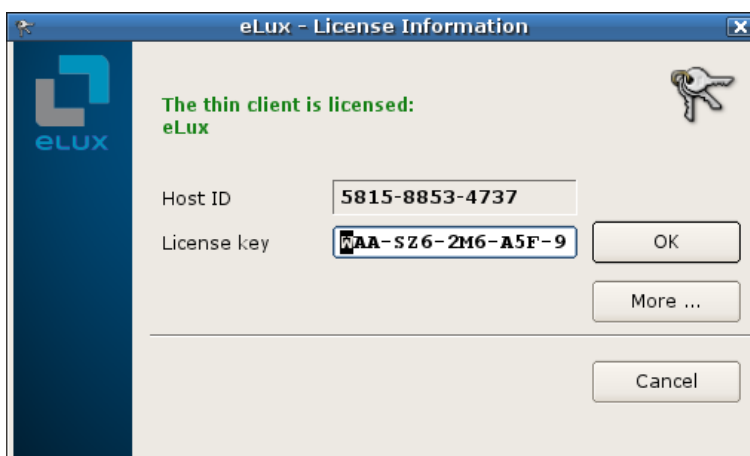 eLux - License Information
The thin client is licensed:
eLux
eLUX
Host ID 5815-8853-4737
License key WAA-SZ6-2M6-A5F-9
OK
More ...
Cancel